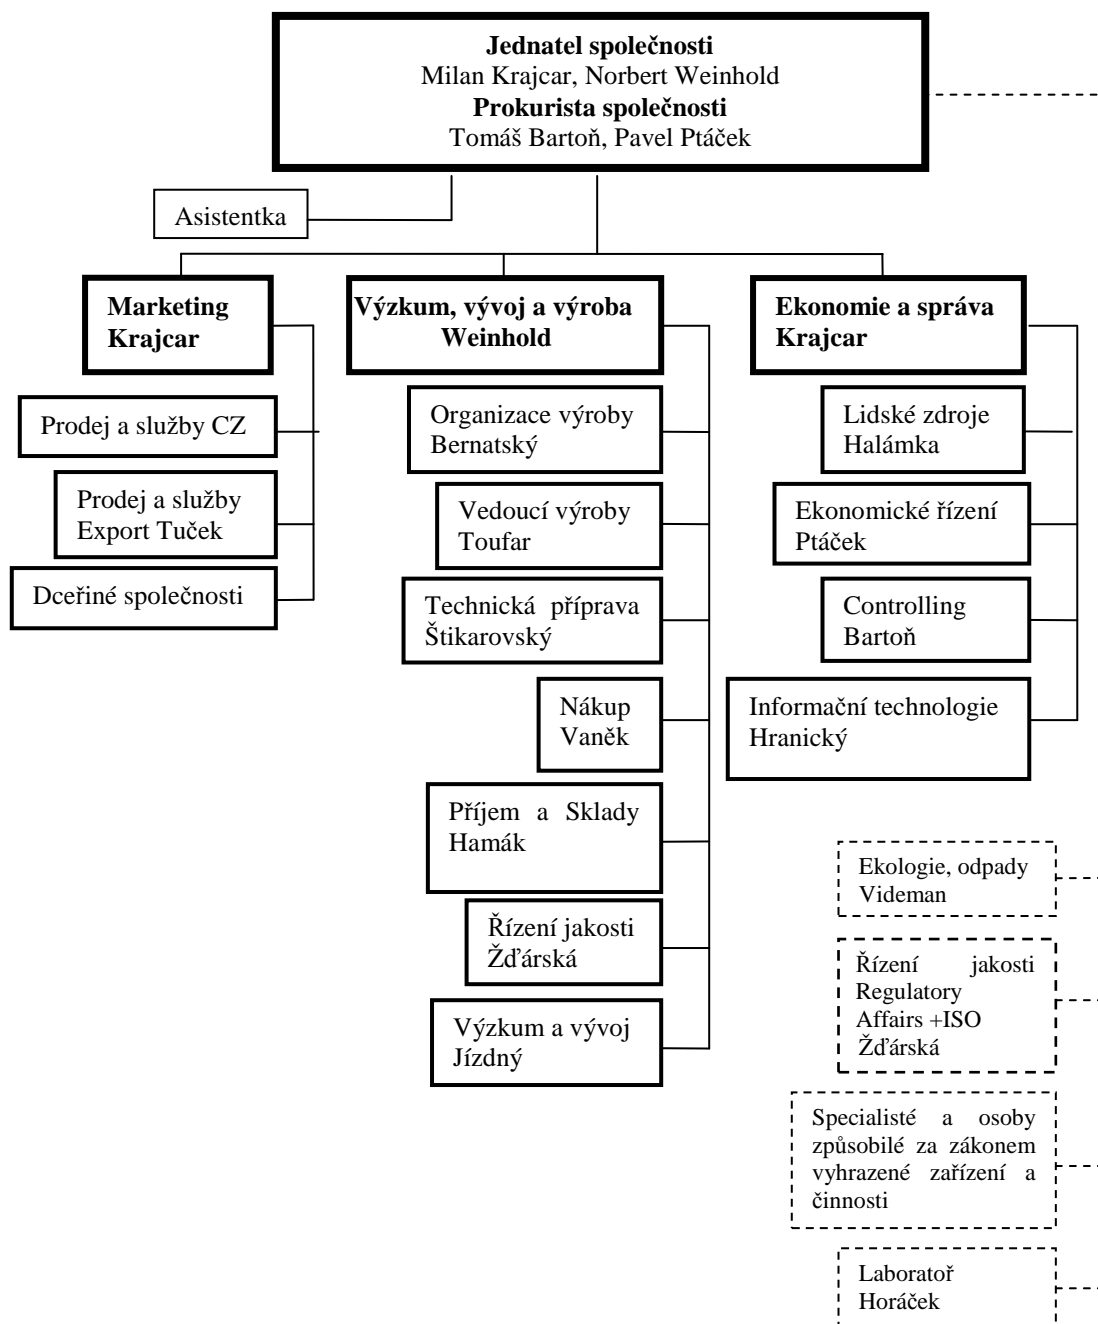 Jednatel společnosti
Milan Krajcar, Norbert Weinhold
Prokurista společnosti
Tomáš Bartoň, Pavel Ptáček
Asistentka
Marketing
Krajcar
Prodej a služby CZ
Prodej a služby
Export Tuček
Dceřiné společnosti
Výzkum, vývoj a výroba
Weinhold
Organizace výroby
Bernatský
Vedoucí výroby
Toufar
Technická příprava
Štikarovský
Nákup
Vaněk
Příjem a Sklady
Hamák
Řízení jakosti
Žďárská
Výzkum a vývoj
Jízdný
Ekonomie a správa
Krajcar
Lidské zdroje
Halámka
Ekonomické řízení
Ptáček
Controlling
Bartoň
Informační technologie
Hranický
Ekologie, odpady
Videman
Řízení jakosti
Regulatory
Affairs +ISO
Žďárská
Specialisté a osoby
způsobilé za zákonem
vyhrazené zařízení a
činnosti
Laboratoř
Horáček